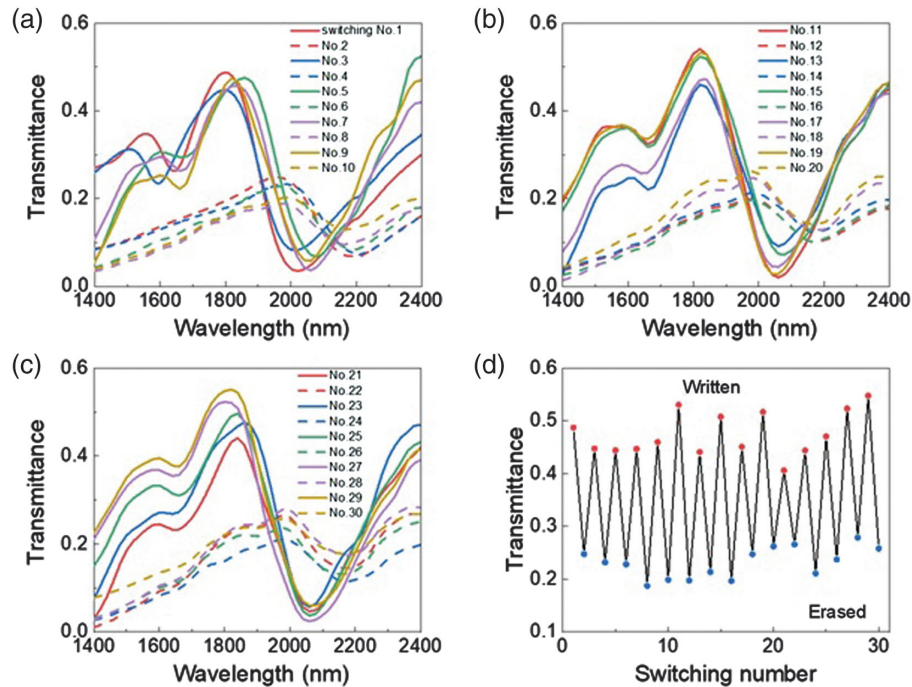 (a)
0.6
0.4
0.2
0.0
Transmittance
switching No.1
No.2
No.3
No.4
No.5
No.6
No.7
No.8
No.9
No.10
1400 1600 1800 2000 2200 2400
Wavelength (nm)
(b)
0.6
0.4
0.2
0.0
Transmittance
No.11
No.12
No.13
No.14
No.15
No.16
No.17
No.18
No.19
No.20
1400 1600 1800 2000 2200 2400
Wavelength (nm)
(c)
0.6
0.4
0.2
0.0
Transmittance
No.21
No.22
No.23
No.24
No.25
No.26
No.27
No.28
No.29
No.30
1400 1600 1800 2000 2200 2400
Wavelength (nm)
(d)
0.6
0.5
0.4
0.3
0.2
0.1
Transmittance
Written
Erased
0 10 20 30
Switching number